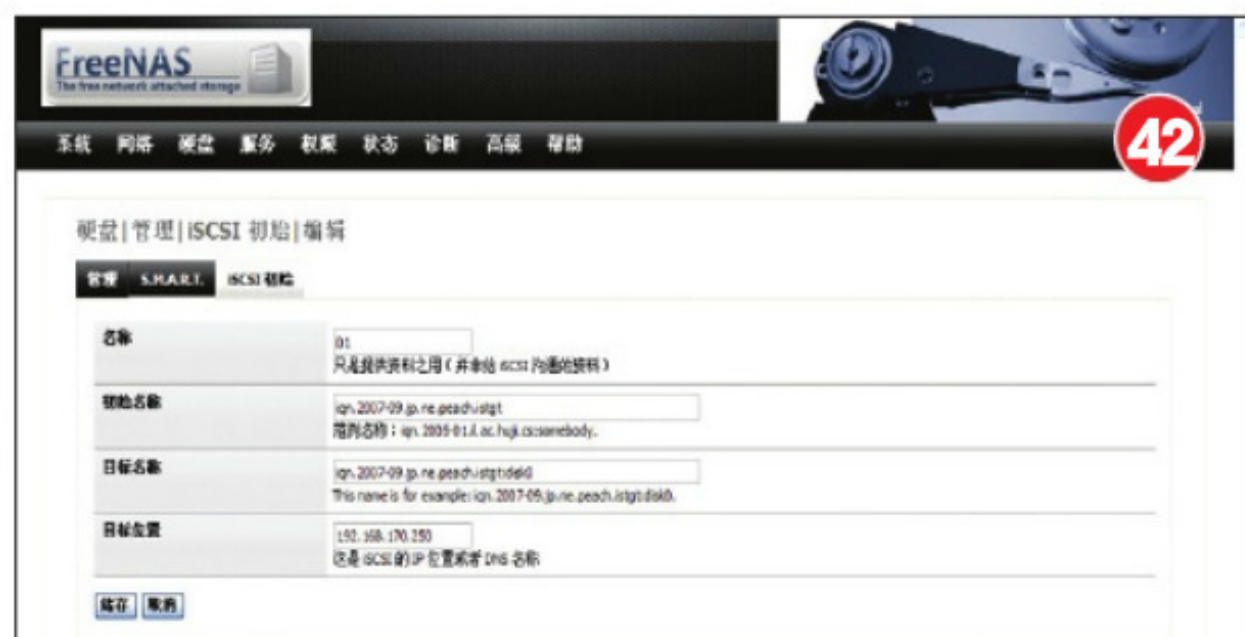 FreeNAS
The free network attached storage
系统 网络 硬盘 服务 权限 状态 诊断 高级 帮助
42
硬盘|管理|iSCSI 初始|编辑
管理 S.M.A.R.T. iSCSI 初始
名称
01
只是提供资料之用(并非给 iSCSI 沟通的资料)
初始名称
iqn.2007-09.jp.ne.peach.istgt
范例名称:iqn.2005-01.il.ac.huji.cs:somebody.
目标名称
iqn.2007-09.jp.ne.peach.istgt:disk0
This name is for example: iqn.2007-09.jp.ne.peach.istgt:disk0.
目标位置
192.168.170.250
这是 iSCSI 的 IP 位置或者 DNS 名称
储存 取消